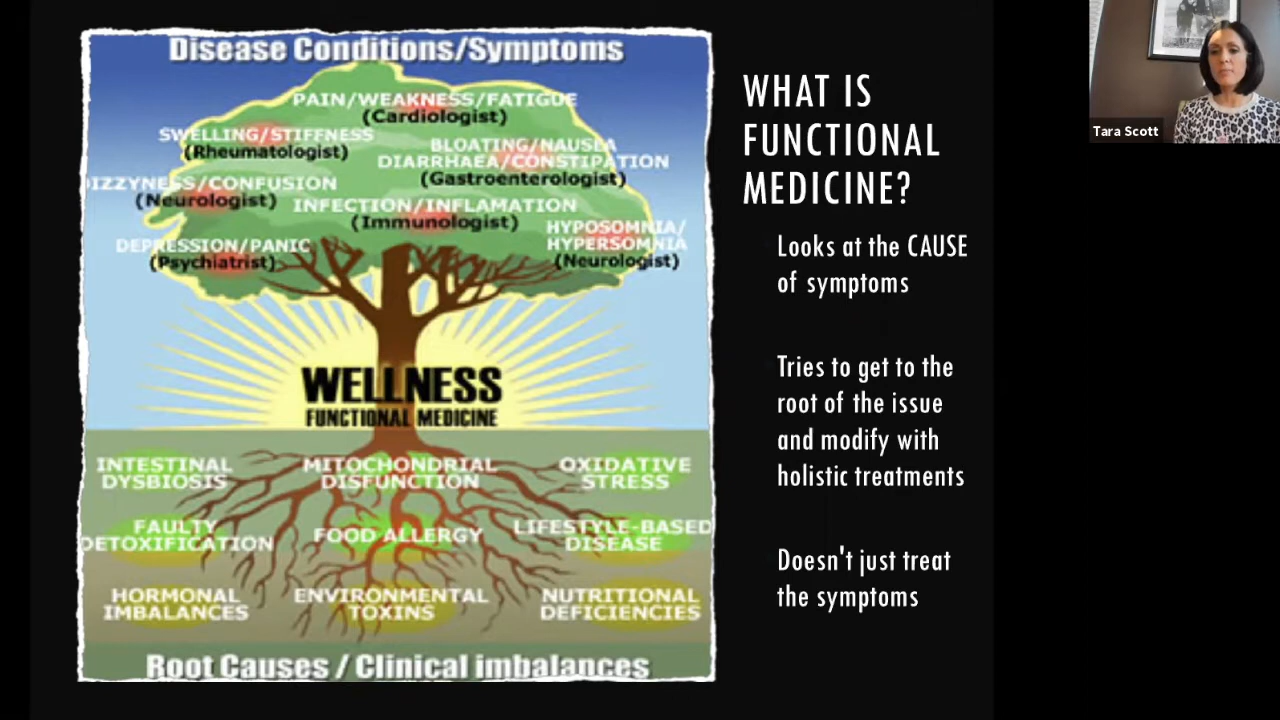 Disease Conditions/Symptoms
PAIN/WEAKNESS/FATIGUE
(Cardiologist)
SWELLING/STIFFNESS
(Rheumatologist)
BLOATING/NAUSEA
DIARRHAEA/CONSTIPATION
(Gastroenterologist)
IZZYNESS/CONFUSION
(Neurologist)
INFECTION/INFLAMATION
(Immunologist)
HYPOSOMNIA/
HYPERSOMNIA
(Neurologist)
DEPRESSION/PANIC
(Psychiatrist)
WELLNESS
FUNCTIONAL MEDICINE
INTESTINAL
DYSBIOSIS
MITOCHONDRIAL
DISFUNCTION
OXIDATIVE
STRESS
FAULTY
DETOXIFICATION
FOOD ALLERGY
LIFESTYLE-BASED
DISEASE
HORMONAL
IMBALANCES
ENVIRONMENTAL
TOXINS
NUTRITIONAL
DEFICIENCIES
Root Causes / Clinical imbalances
WHAT IS
FUNCTIONAL
MEDICINE?
Looks at the CAUSE
of symptoms
Tries to get to the
root of the issue
and modify with
holistic treatments
Doesn't just treat
the symptoms
Tara Scott